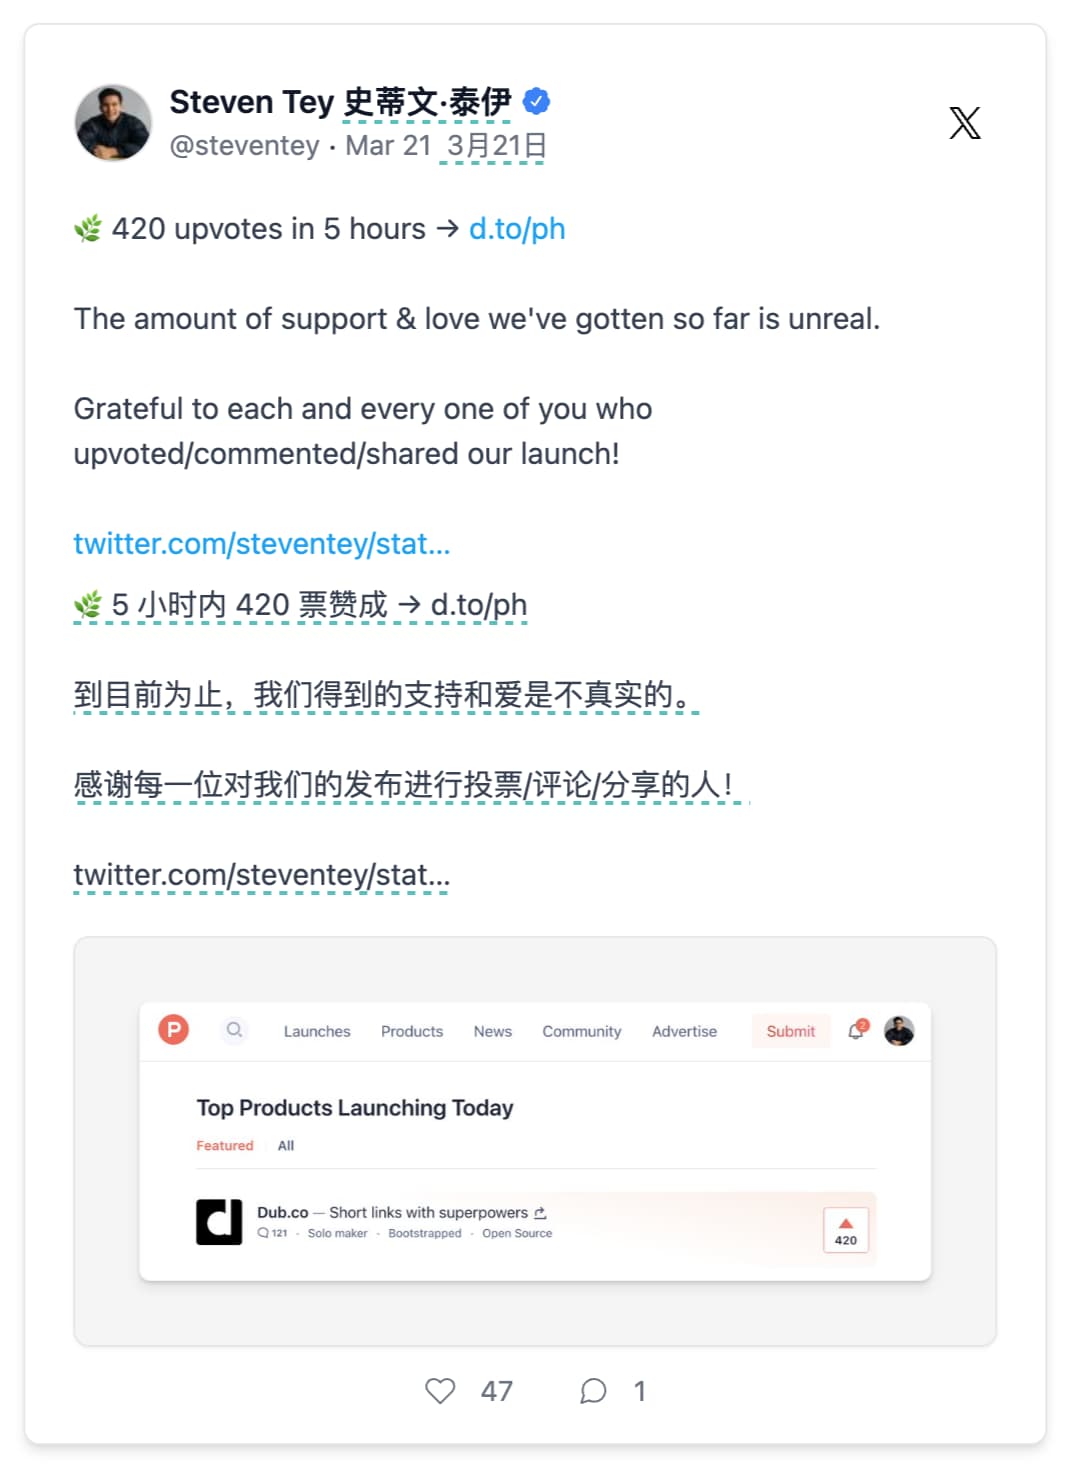 Steven Tey 史蒂文·泰伊
@steventey · Mar 21 3月21日
🌿 420 upvotes in 5 hours → d.to/ph
The amount of support & love we've gotten so far is unreal.
Grateful to each and every one of you who
upvoted/commented/shared our launch!
twitter.com/steventey/stat...
🌿 5 小时内 420 票赞成 → d.to/ph
到目前为止，我们得到的支持和爱是不真实的。
感谢每一位对我们的发布进行投票/评论/分享的人！
twitter.com/steventey/stat...
P Launches Products News Community Advertise Submit 2
Top Products Launching Today
Featured All
Dub.co — Short links with superpowers
121 · Solo maker · Bootstrapped · Open Source
420
47 1